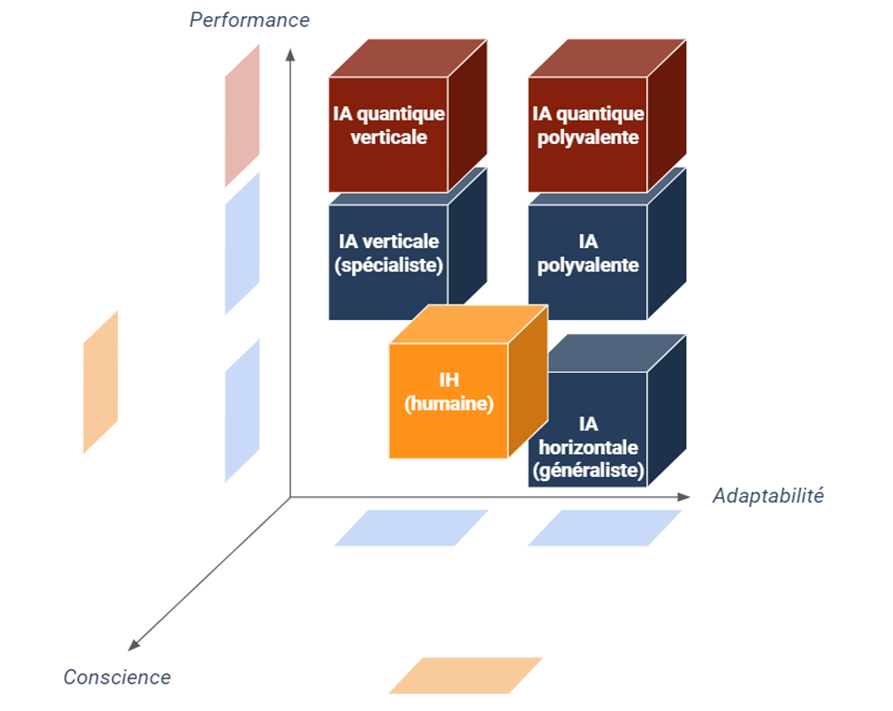 Performance
IA quantique
verticale
IA quantique
polyvalente
IA verticale
(spécialiste)
IA
polyvalente
IH
(humaine)
IA
horizontale
(généraliste)
Adaptabilité
Conscience